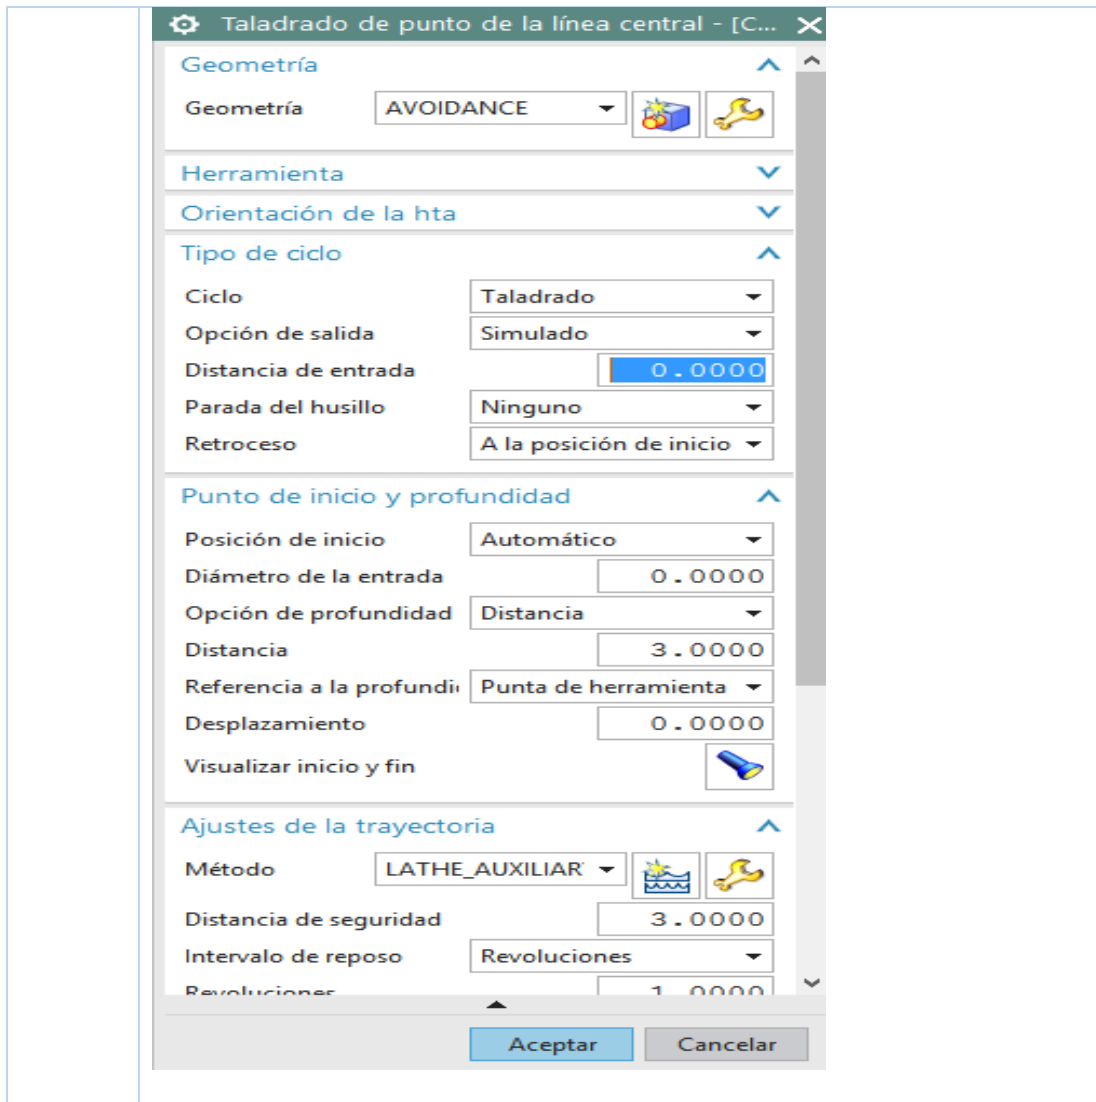 Taladrado de punto de la línea central - [C...
Geometría
Geometría AVOIDANCE
Herramienta
Orientación de la hta
Tipo de ciclo
Ciclo Taladrado
Opción de salida Simulado
Distancia de entrada 0.0000
Parada del husillo Ninguno
Retroceso A la posición de inicio
Punto de inicio y profundidad
Posición de inicio Automático
Diámetro de la entrada 0.0000
Opción de profundidad Distancia
Distancia 3.0000
Referencia a la profundi Punta de herramienta
Desplazamiento 0.0000
Visualizar inicio y fin
Ajustes de la trayectoria
Método LATHE_AUXILIAR
Distancia de seguridad 3.0000
Intervalo de reposo Revoluciones
Revoluciones 1.0000
Aceptar Cancelar